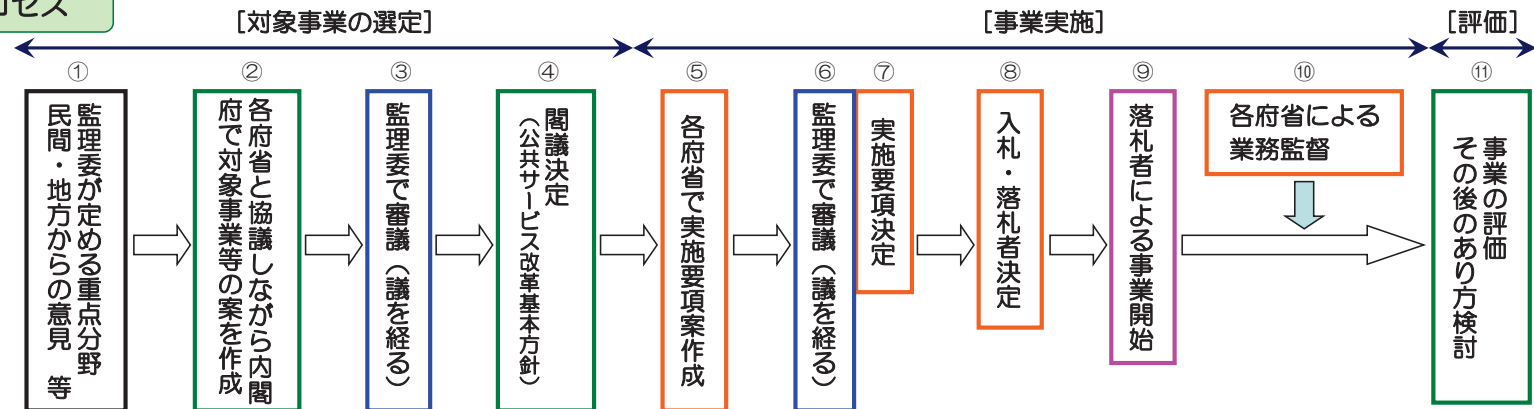 ロセス
[対象事業の選定]
[事業実施]
[評価]
①
監理委が定める重点分野
民間・地方からの意見 等
②
各府省と協議しながら内閣
府で対象事業等の案を作成
③
監理委で審議(議を経る)
④
閣議決定
(公共サービス改革基本方針)
⑤
各府省で実施要項案作成
⑥
監理委で審議(議を経る)
⑦
実施要項決定
⑧
入札・落札者決定
⑨
落札者による事業開始
⑩
各府省による
業務監督
⑪
事業の評価
その後のあり方検討